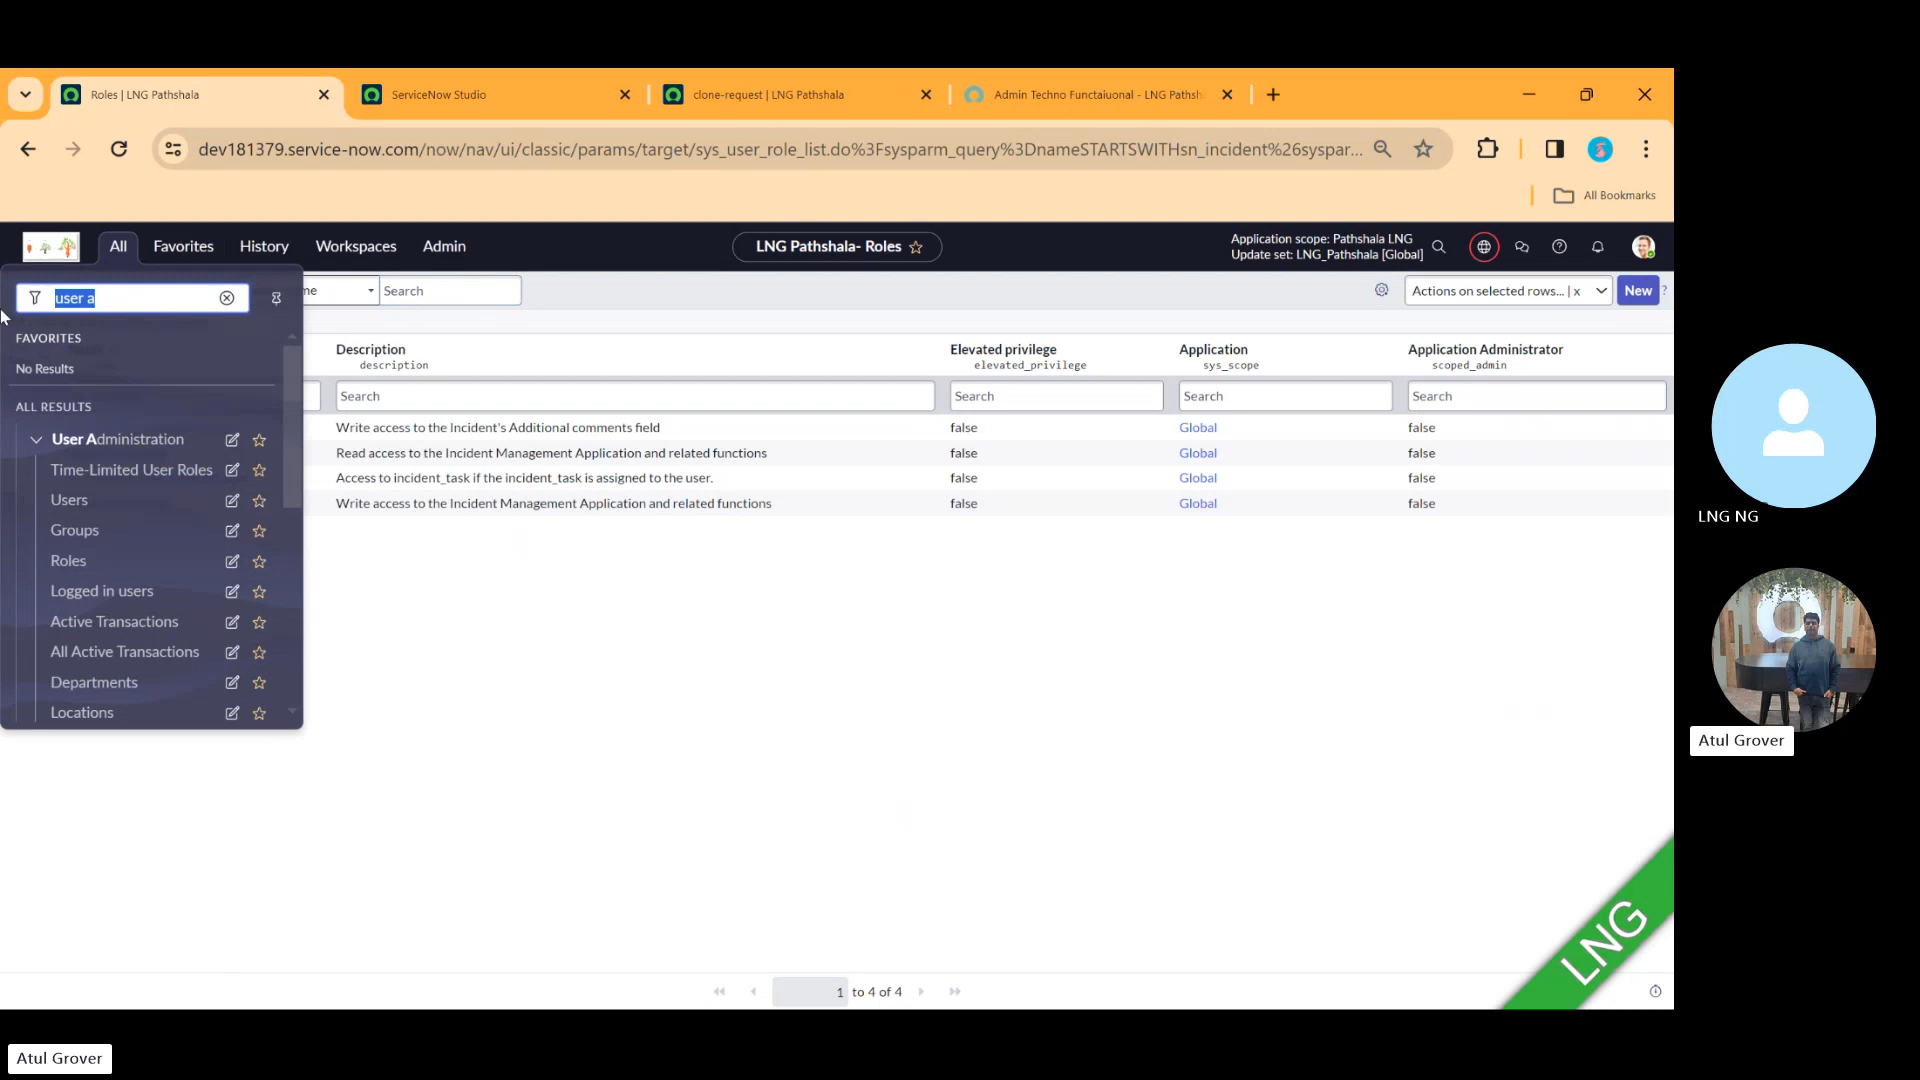 Roles | LNG Pathshala
ServiceNow Studio
clone-request | LNG Pathshala
Admin Techno Functaiuonal - LNG Pathsh
dev181379.service-now.com/now/nav/ui/classic/params/target/sys_user_role_list.do%3Fsysparm_query%3DnameSTARTSWITHsn_incident%26syspar...
All Bookmarks
All
Favorites
History
Workspaces
Admin
LNG Pathshala- Roles
Application scope: Pathshala LNG
Update set: LNG_Pathshala [Global]
user a
me
Search
Actions on selected rows... | x
New
?
FAVORITES
No Results
ALL RESULTS
User Administration
Time-Limited User Roles
Users
Groups
Roles
Logged in users
Active Transactions
All Active Transactions
Departments
Locations
Description
description
Elevated privilege
elevated_privilege
Application
sys_scope
Application Administrator
scoped_admin
Search
Search
Search
Search
Write access to the Incident's Additional comments field
false
Global
false
Read access to the Incident Management Application and related functions
false
Global
false
Access to incident_task if the incident_task is assigned to the user.
false
Global
false
Write access to the Incident Management Application and related functions
false
Global
false
1 to 4 of 4
LNG
LNG NG
Atul Grover
Atul Grover